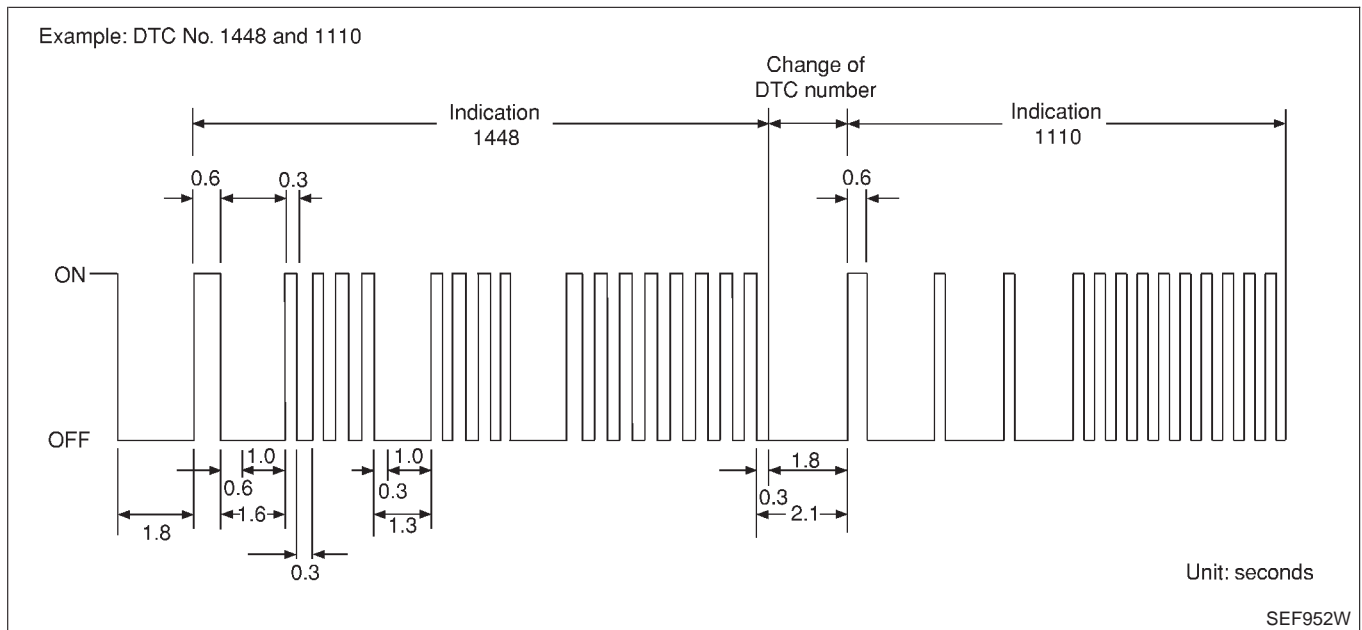 Example: DTC No. 1448 and 1110
Change of
DTC number
Indication
1448
Indication
1110
0.6
0.3
0.6
ON
OFF
1.0
0.6
1.6
1.8
0.3
1.0
0.3
1.3
1.8
0.3
2.1
Unit: seconds
SEF952W